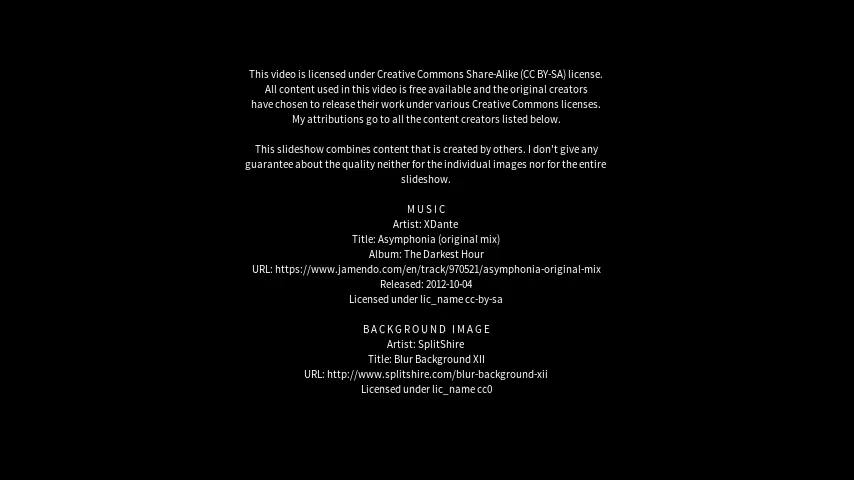 This video is licensed under Creative Commons Share-Alike (CC BY-SA) license.
All content used in this video is free available and the original creators
have chosen to release their work under various Creative Commons licenses.
My attributions go to all the content creators listed below.
This slideshow combines content that is created by others. I don't give any
guarantee about the quality neither for the individual images nor for the entire
slideshow.
MUSIC
Artist: XDante
Title: Asymphonia (original mix)
Album: The Darkest Hour
URL: https://www.jamendo.com/en/track/970521/asymphonia-original-mix
Released: 2012-10-04
Licensed under lic_name cc-by-sa
BACKGROUND IMAGE
Artist: SplitShire
Title: Blur Background XII
URL: http://www.splitshire.com/blur-background-xii
Licensed under lic_name cc0